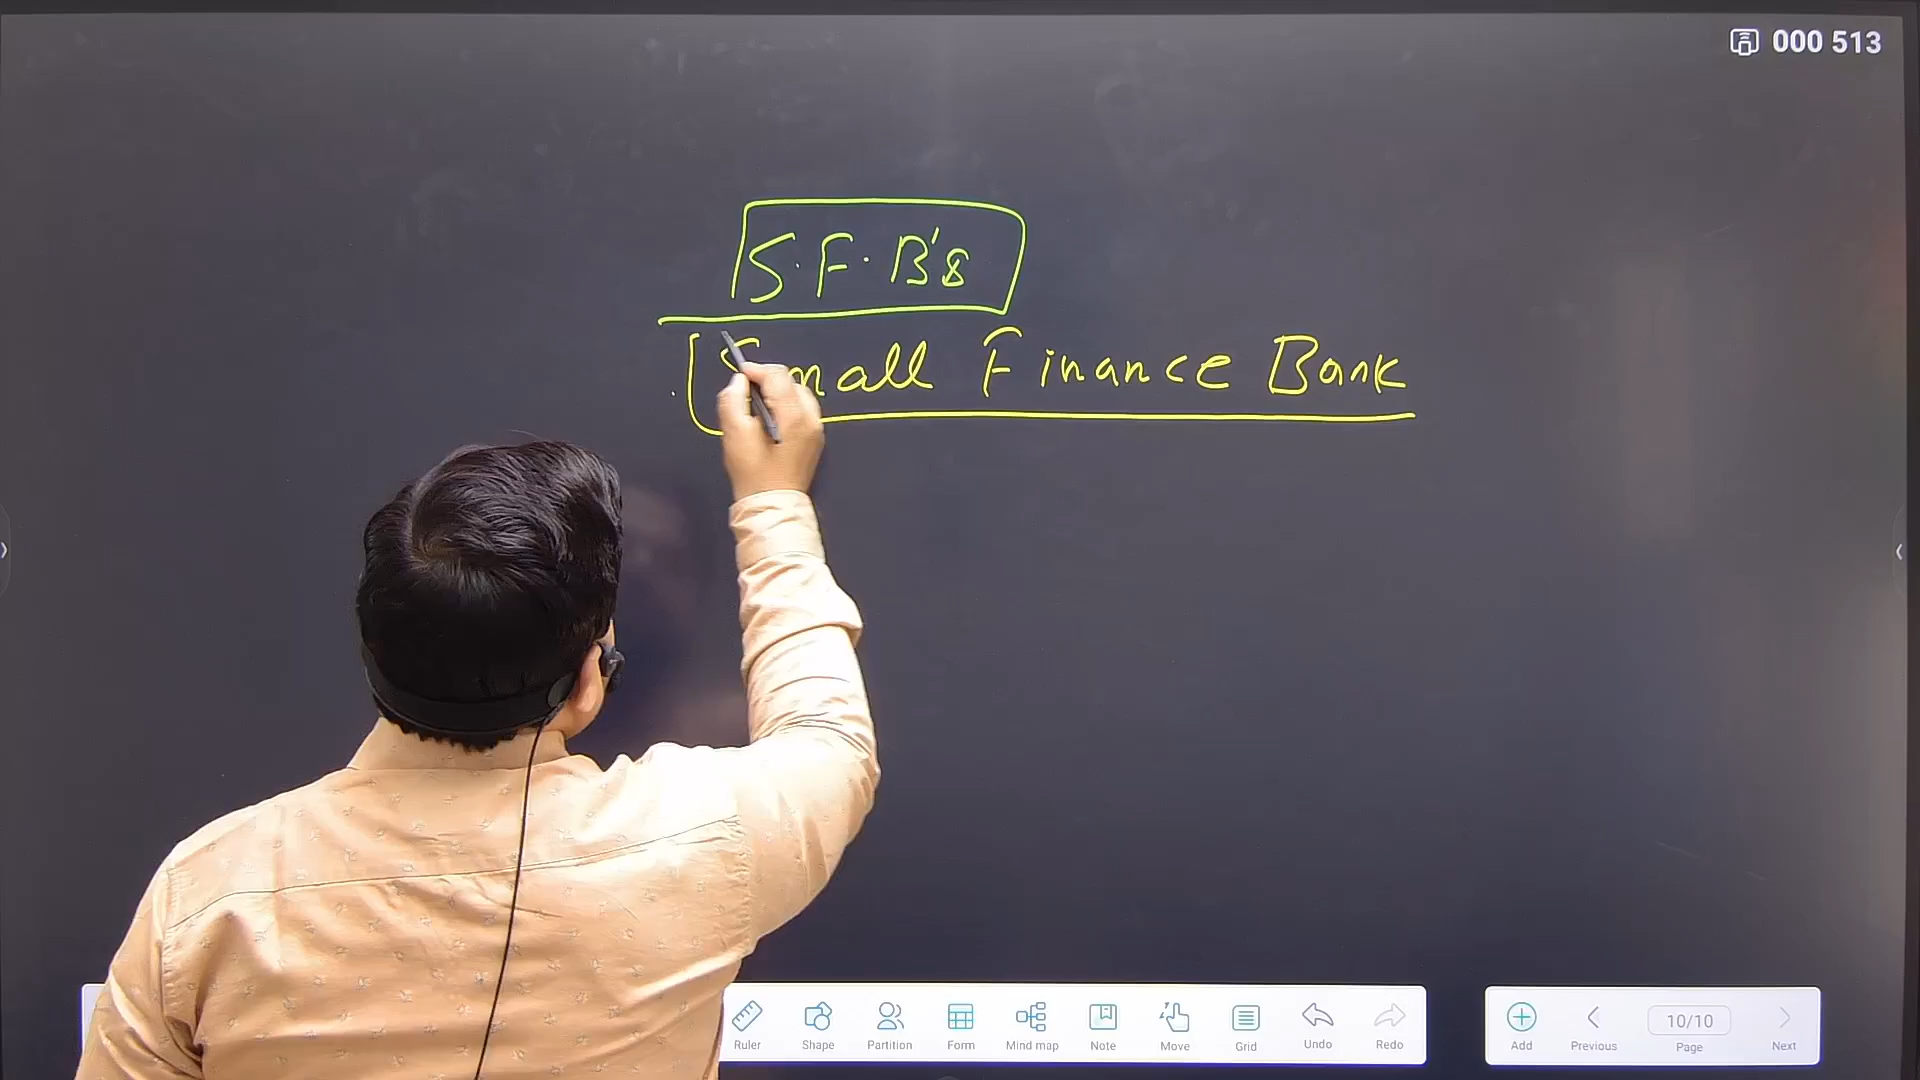 000 513
S.F.B's
Small Finance Bank
Ruler Shape Partition Form Mind map Note Move Grid Undo Redo
Add Previous 10/10 Page Next